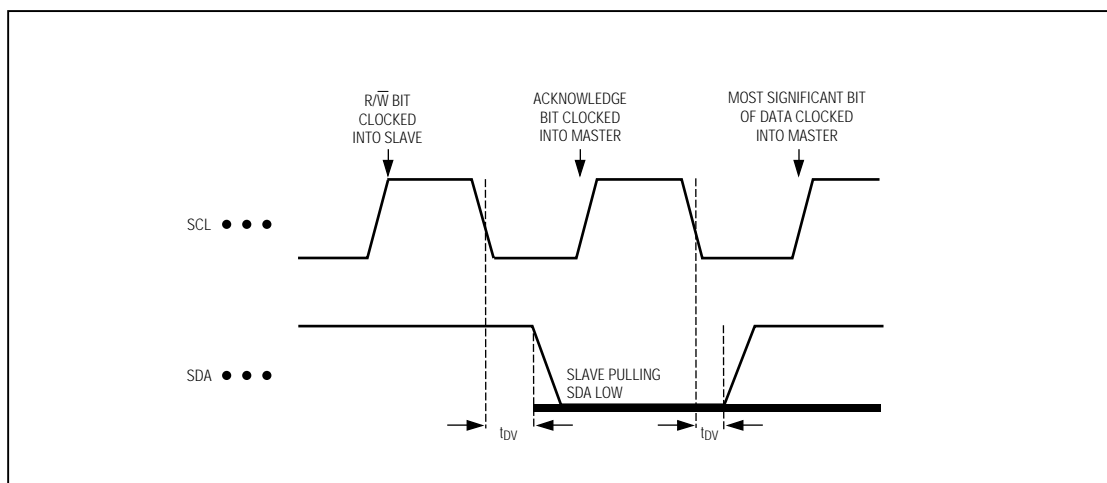 R/W̅ BIT
CLOCKED
INTO SLAVE
ACKNOWLEDGE
BIT CLOCKED
INTO MASTER
MOST SIGNIFICANT BIT
OF DATA CLOCKED
INTO MASTER
SCL • • •
SDA • • •
SLAVE PULLING
SDA LOW
tDV
tDV